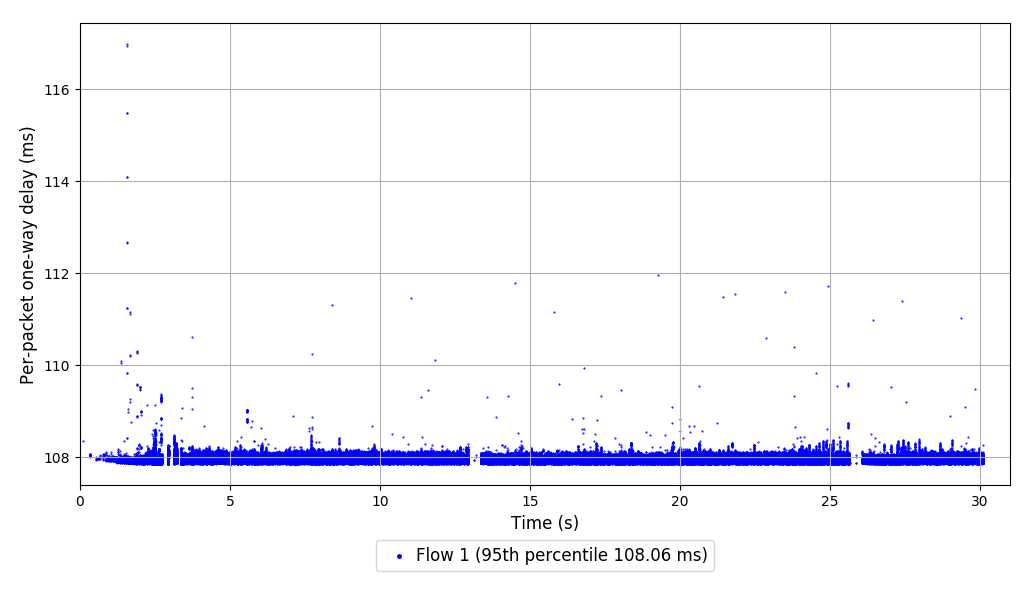 Per-packet one-way delay (ms)
116
114
112
110
108
0 5 10 15 20 25 30
Time (s)
Flow 1 (95th percentile 108.06 ms)